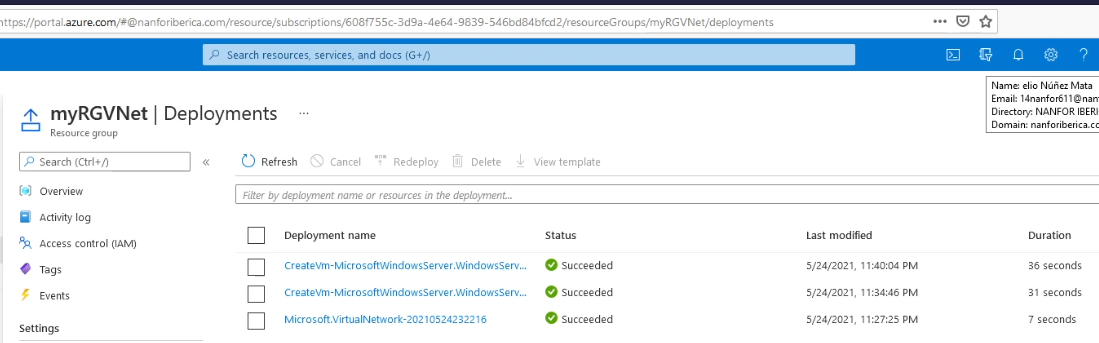 https://portal.azure.com/#@nanforiberica.com/resource/subscriptions/608f755c-3d9a-4e64-9839-546bd84bfcd2/resourceGroups/myRGVNet/deployments
Search resources, services, and docs (G+/)
Name: elio Núñez Mata
Email: 14nanfor611@nanf
Directory: NANFOR IBERI
Domain: nanforiberica.co
myRGVNet | Deployments ...
Resource group
Search (Ctrl+/) «
Refresh Cancel Redeploy Delete View template
Filter by deployment name or resources in the deployment...
Overview
Activity log
Access control (IAM)
Tags
Events
Settings
Deployment name Status Last modified Duration
CreateVm-MicrosoftWindowsServer.WindowsServ... Succeeded 5/24/2021, 11:40:04 PM 36 seconds
CreateVm-MicrosoftWindowsServer.WindowsServ... Succeeded 5/24/2021, 11:34:46 PM 31 seconds
Microsoft.VirtualNetwork-20210524232216 Succeeded 5/24/2021, 11:27:25 PM 7 seconds